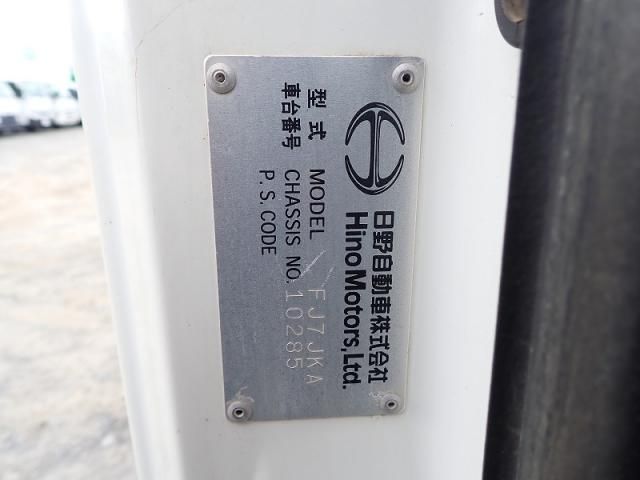 日野自動車株式会社
Hino Motors, Ltd.
型式 MODEL FJ7JKA
車台番号 CHASSIS NO. 10285
P. S. CODE